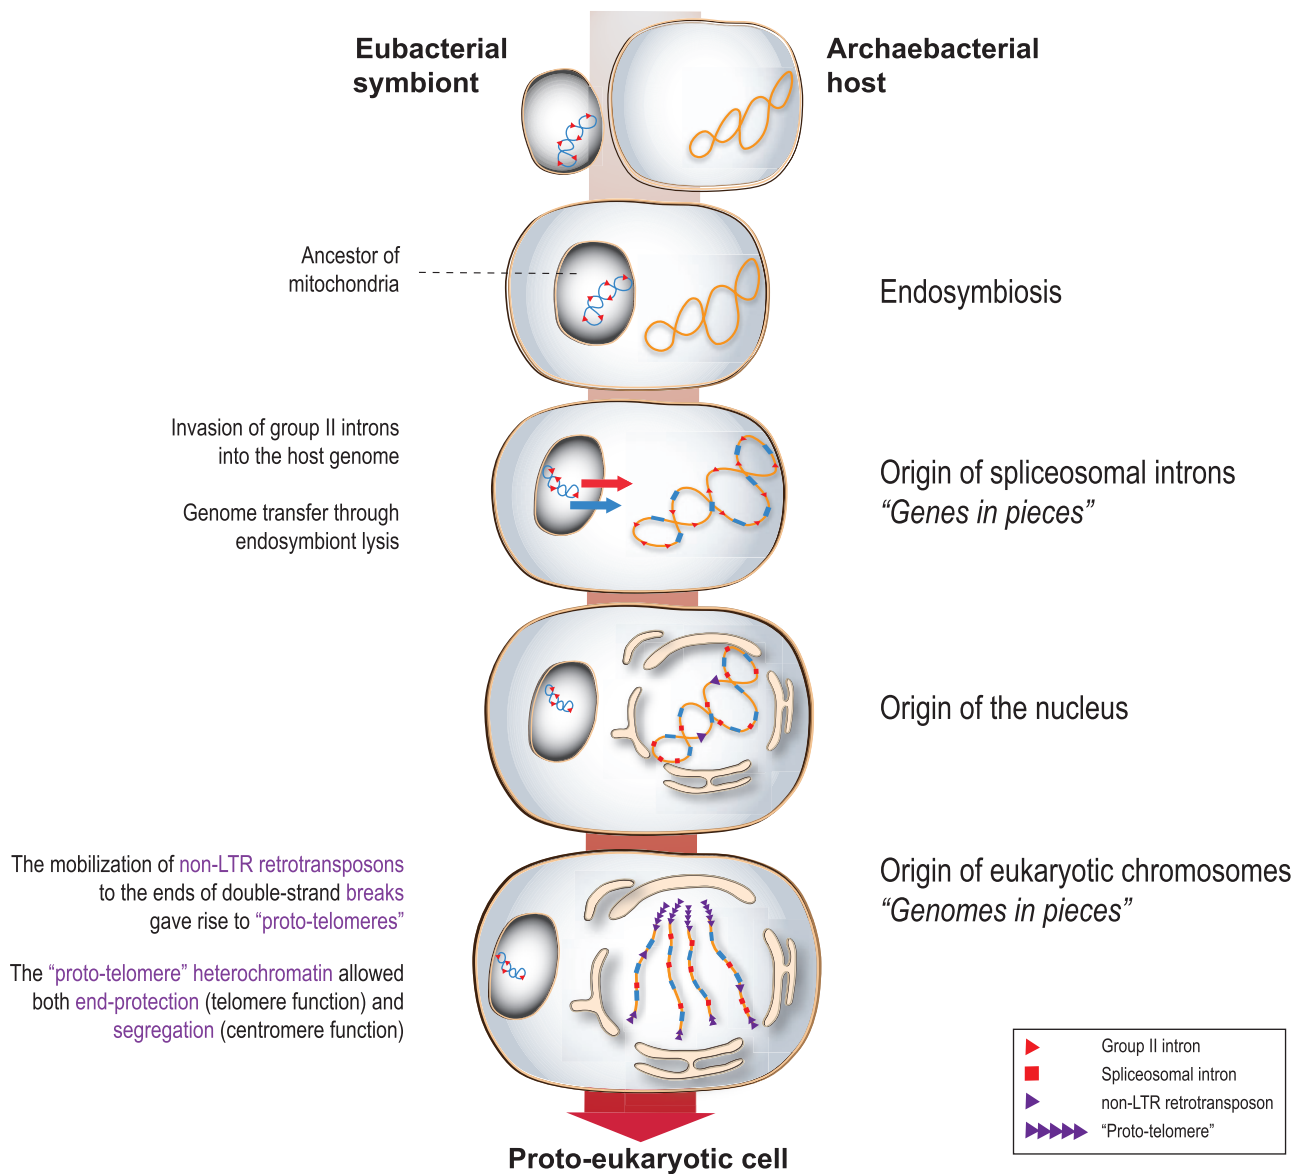 Eubacterial
symbiont
Archaebacterial
host
Ancestor of
mitochondria
Endosymbiosis
Invasion of group II introns
into the host genome
Genome transfer through
endosymbiont lysis
Origin of spliceosomal introns
“Genes in pieces”
Origin of the nucleus
The mobilization of non-LTR retrotransposons
to the ends of double-strand breaks
gave rise to “proto-telomeres”
The “proto-telomere” heterochromatin allowed
both end-protection (telomere function) and
segregation (centromere function)
Origin of eukaryotic chromosomes
“Genomes in pieces”
Group II intron
Spliceosomal intron
non-LTR retrotransposon
“Proto-telomere”
Proto-eukaryotic cell